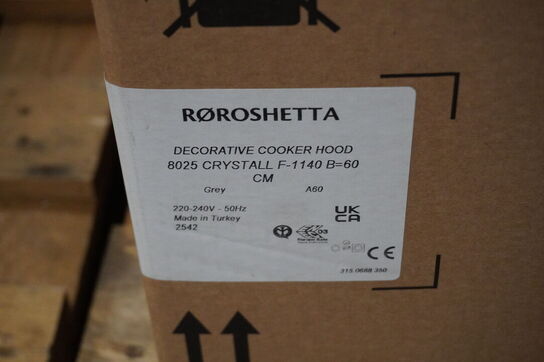 RØROSHETTA
DECORATIVE COOKER HOOD
8025 CRYSTALL F-1140 B=60
CM
Grey A60
220-240V - 50Hz
Made in Turkey
2542
UK
CA
03
CE
315.0688.350